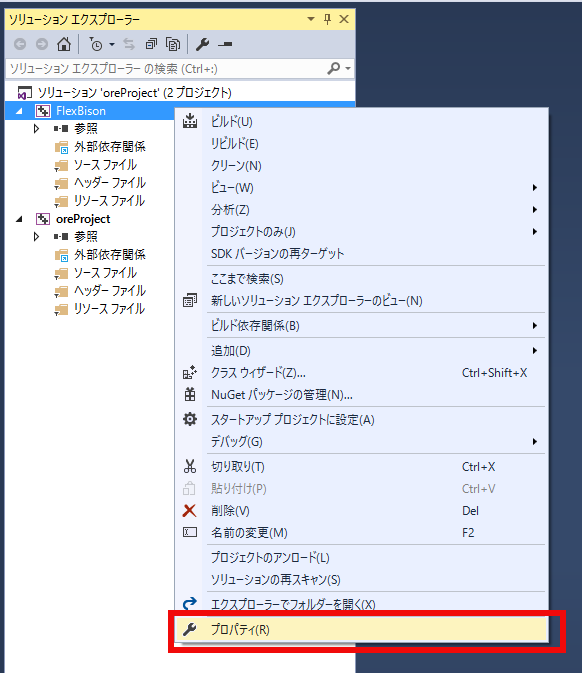 ソリューション エクスプローラー
ソリューション エクスプローラー の検索 (Ctrl+:)
ソリューション 'oreProject' (2 プロジェクト)
FlexBison
参照
外部依存関係
ソース ファイル
ヘッダー ファイル
リソース ファイル
oreProject
参照
外部依存関係
ソース ファイル
ヘッダー ファイル
リソース ファイル
ビルド(U)
リビルド(E)
クリーン(N)
ビュー(W)
分析(Z)
プロジェクトのみ(J)
SDK バージョンの再ターゲット
ここまで検索(S)
新しいソリューション エクスプローラーのビュー(N)
ビルド依存関係(B)
追加(D)
クラス ウィザード(Z)... Ctrl+Shift+X
NuGet パッケージの管理(N)...
スタートアップ プロジェクトに設定(A)
デバッグ(G)
切り取り(T) Ctrl+X
貼り付け(P) Ctrl+V
削除(V) Del
名前の変更(M) F2
プロジェクトのアンロード(L)
ソリューションの再スキャン(S)
エクスプローラーでフォルダーを開く(X)
プロパティ(R)